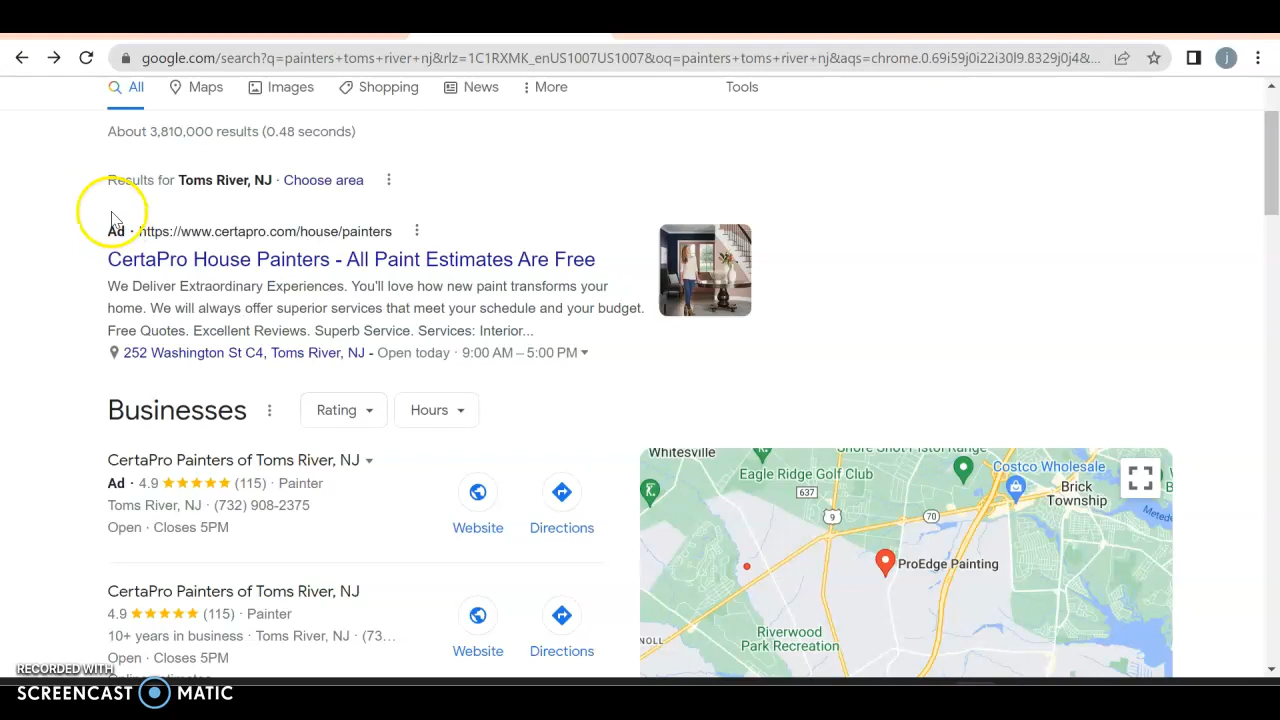 google.com/search?q=painters+toms+river+nj&rlz=1C1RXMK_enUS1007US1007&oq=painters+toms+river+nj&aqs=chrome.0.69i59j0i22i30l9.8329j0j4&...
j
All
Maps
Images
Shopping
News
More
Tools
About 3,810,000 results (0.48 seconds)
Results for Toms River, NJ · Choose area
Ad · https://www.certapro.com/house/painters
CertaPro House Painters - All Paint Estimates Are Free
We Deliver Extraordinary Experiences. You'll love how new paint transforms your
home. We will always offer superior services that meet your schedule and your budget.
Free Quotes. Excellent Reviews. Superb Service. Services: Interior...
252 Washington St C4, Toms River, NJ - Open today · 9:00 AM – 5:00 PM
Businesses
Rating
Hours
CertaPro Painters of Toms River, NJ
Ad · 4.9 (115) · Painter
Toms River, NJ · (732) 908-2375
Open · Closes 5PM
Website
Directions
CertaPro Painters of Toms River, NJ
4.9 (115) · Painter
10+ years in business · Toms River, NJ · (73...
Open · Closes 5PM
Website
Directions
Whitesville
Eagle Ridge Golf Club
Costco Wholesale
Brick
Township
637
9
70
ProEdge Painting
Riverwood
Park Recreation
RECORDED WITH
SCREENCAST MATIC